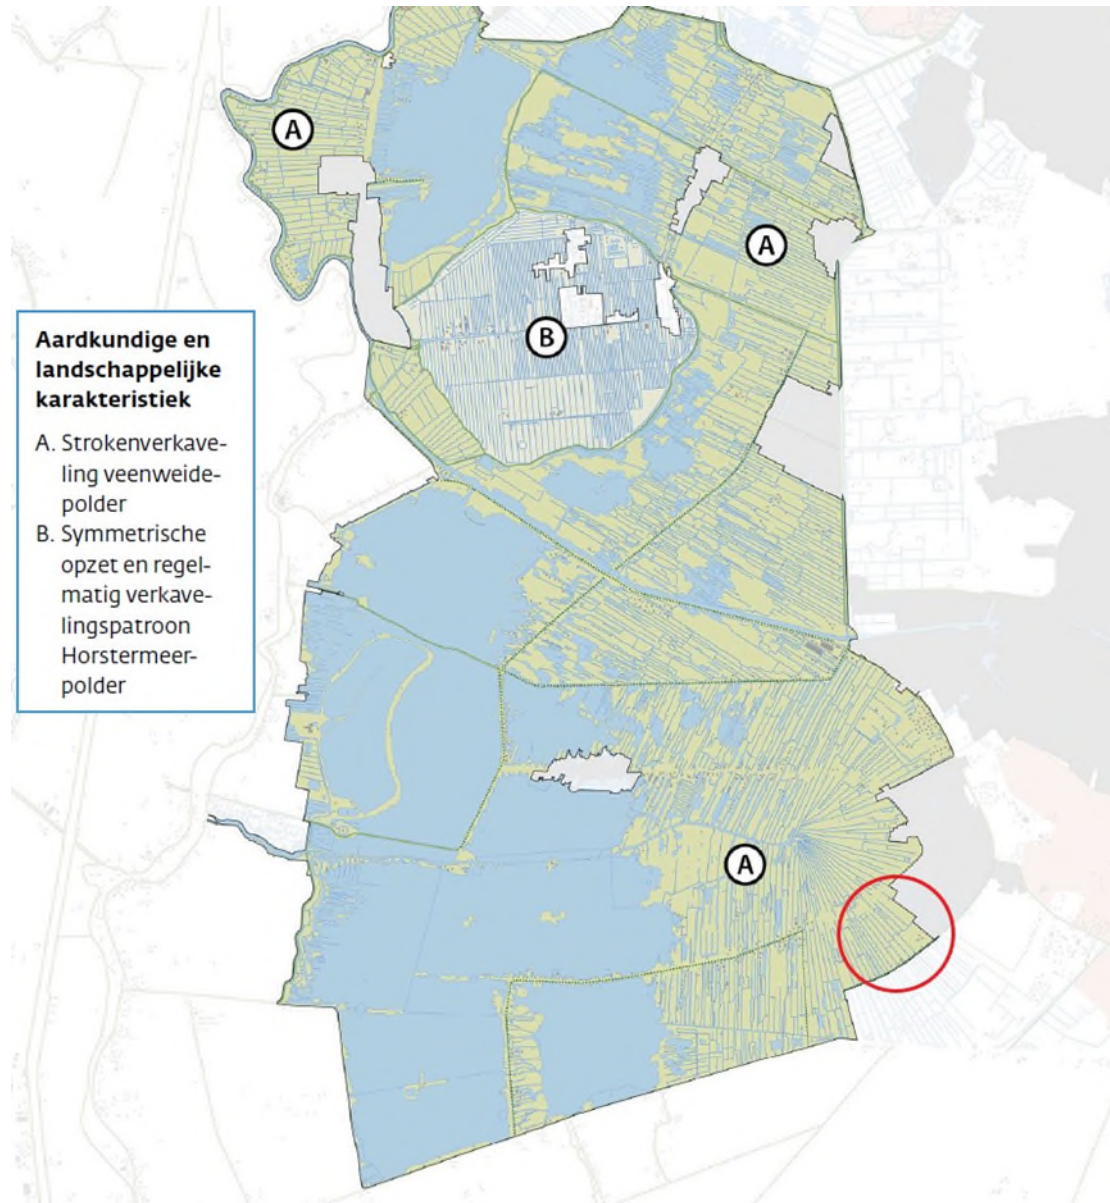 A
A
Aardkundige en
landschappelijke
karakteristiek
A. Strokenverkave-
ling veenweide-
polder
B. Symmetrische
opzet en regel-
matig verkave-
lingspatroon
Horstermeer-
polder
B
A